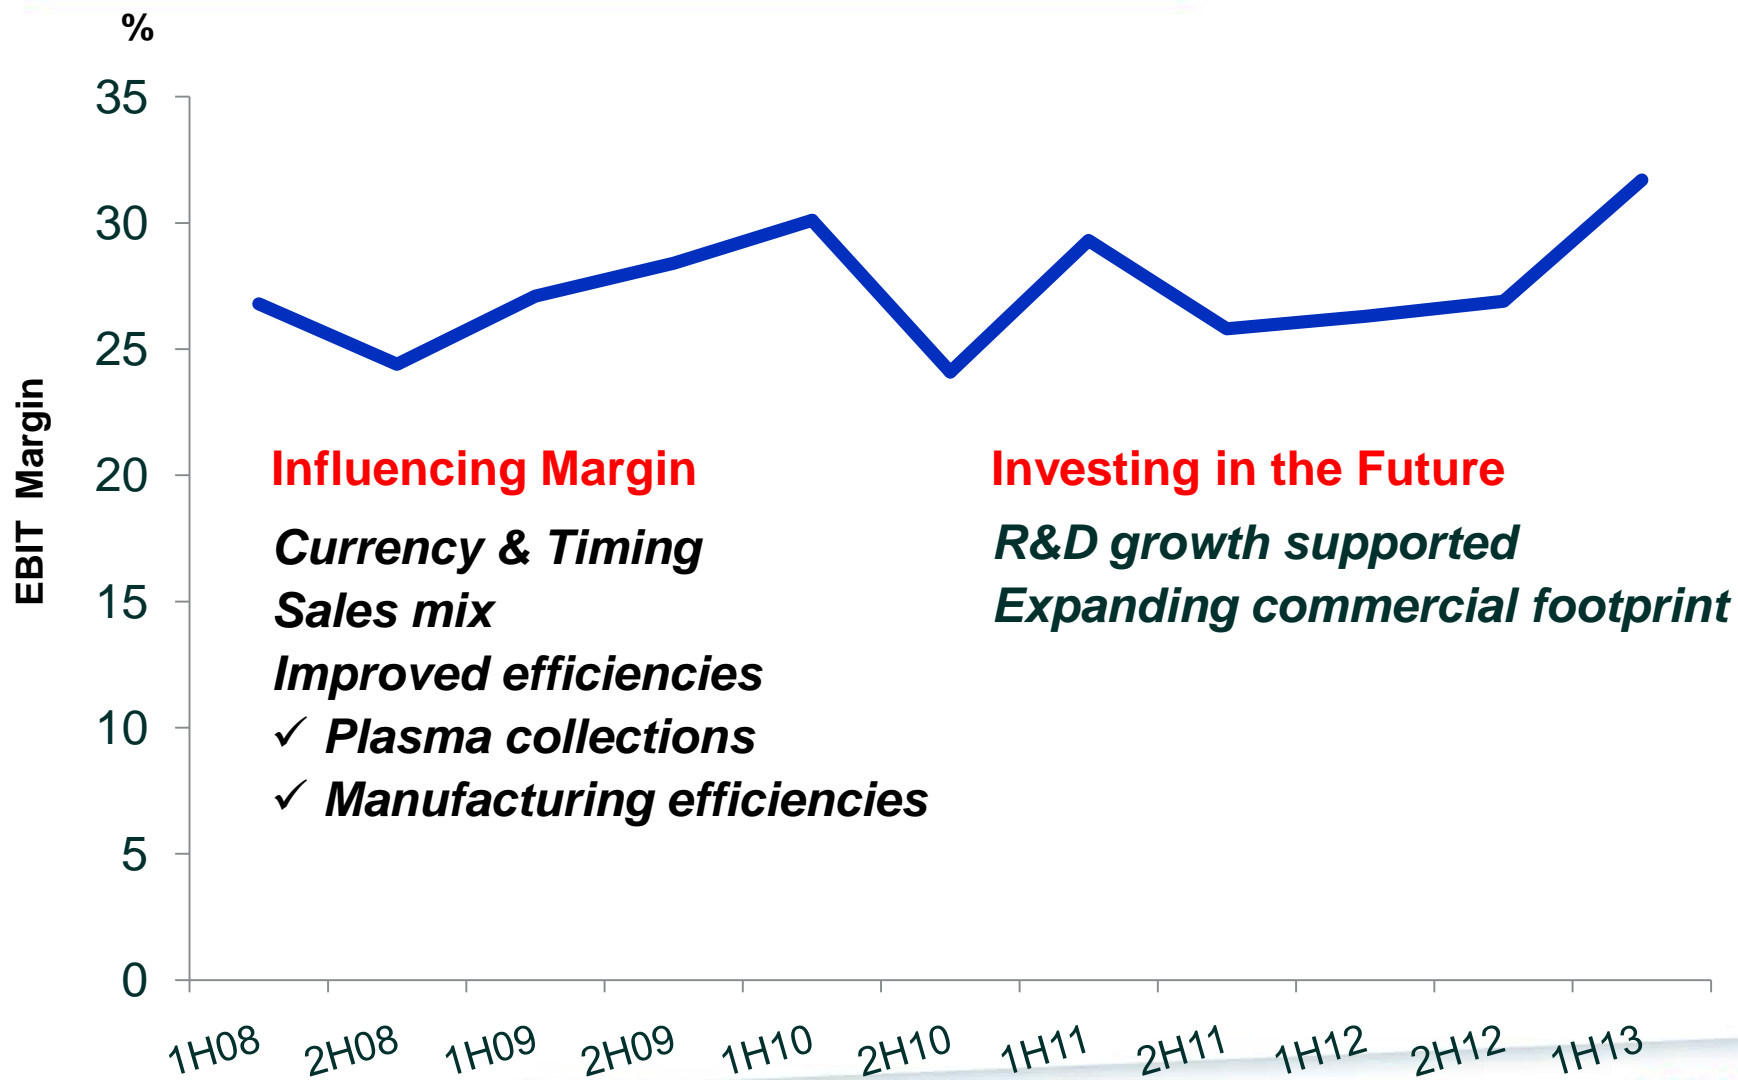 %
35
30
25
20
15
10
5
0
EBIT Margin
Influencing Margin
Currency & Timing
Sales mix
Improved efficiencies
✓ Plasma collections
✓ Manufacturing efficiencies
Investing in the Future
R&D growth supported
Expanding commercial footprint
1H08 2H08 1H09 2H09 1H10 2H10 1H11 2H11 1H12 2H12 1H13